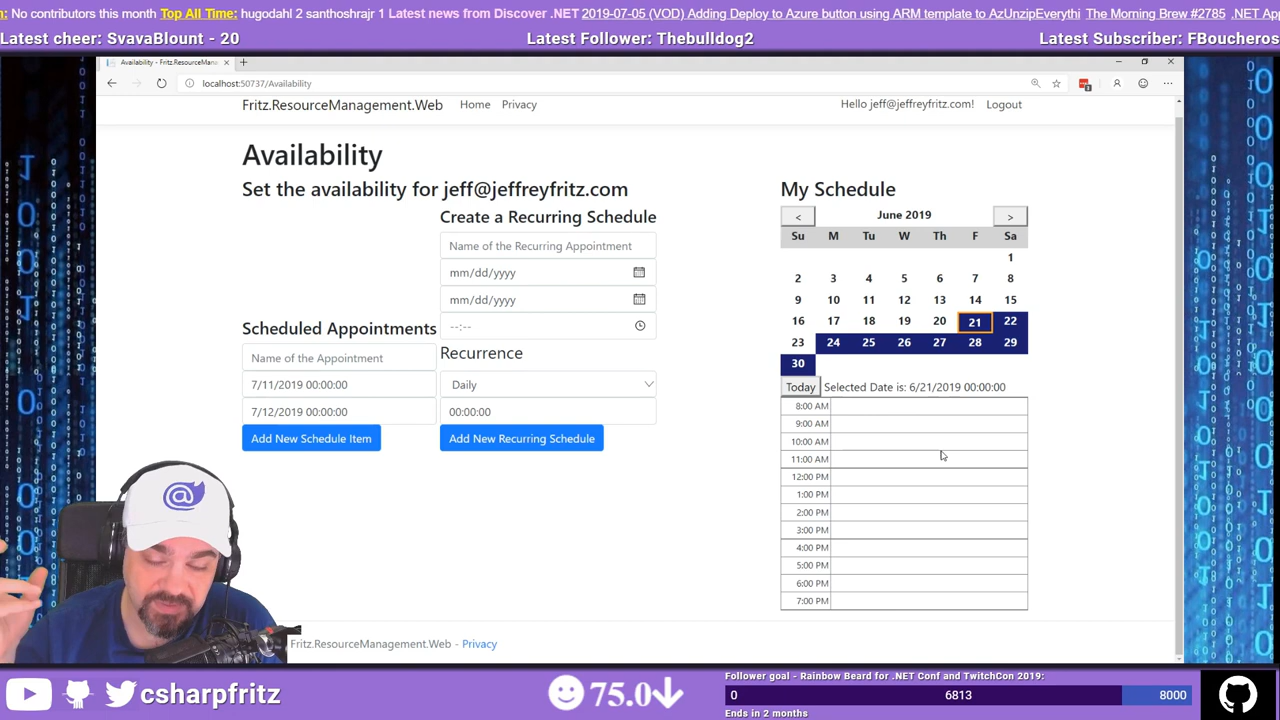 n: No contributors this month Top All Time: hugodahl 2 santhoshrajr 1 Latest news from Discover .NET 2019-07-05 (VOD) Adding Deploy to Azure button using ARM template to AzUnzipEverythi The Morning Brew #2785 .NET Ap
Latest cheer: SvavaBlount - 20 Latest Follower: Thebulldog2 Latest Subscriber: FBoucheros
Availability - Fritz.ResourceMana
localhost:50737/Availability
Fritz.ResourceManagement.Web Home Privacy Hello jeff@jeffreyfritz.com! Logout
Availability
Set the availability for jeff@jeffreyfritz.com
Create a Recurring Schedule
Name of the Recurring Appointment
mm/dd/yyyy
mm/dd/yyyy
--:--
Recurrence
Daily
00:00:00
Add New Recurring Schedule
Scheduled Appointments
Name of the Appointment
7/11/2019 00:00:00
7/12/2019 00:00:00
Add New Schedule Item
My Schedule
< June 2019 >
Su M Tu W Th F Sa
1
2 3 4 5 6 7 8
9 10 11 12 13 14 15
16 17 18 19 20 21 22
23 24 25 26 27 28 29
30
Today Selected Date is: 6/21/2019 00:00:00
8:00 AM
9:00 AM
10:00 AM
11:00 AM
12:00 PM
1:00 PM
2:00 PM
3:00 PM
4:00 PM
5:00 PM
6:00 PM
7:00 PM
Fritz.ResourceManagement.Web - Privacy
@
csharpfritz
75.0
Follower goal - Rainbow Beard for .NET Conf and TwitchCon 2019:
0 6813 8000
Ends in 2 months